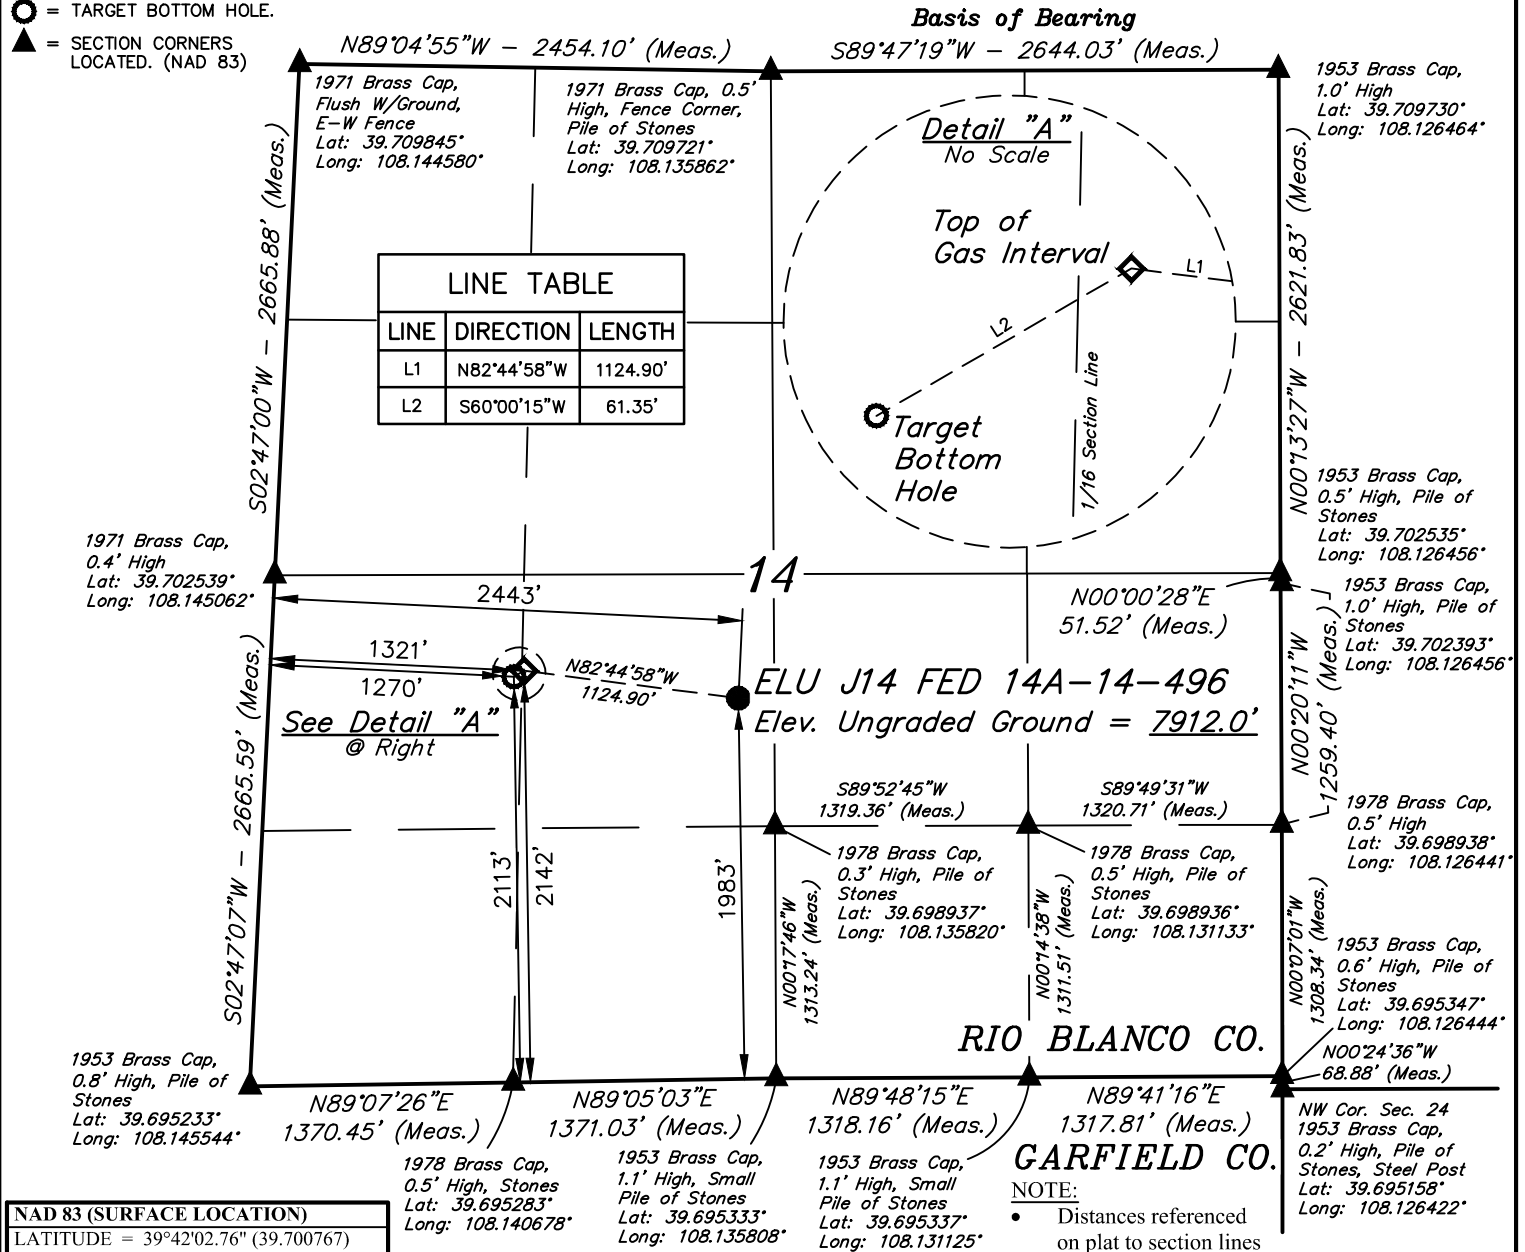 = TARGET BOTTOM HOLE.
= SECTION CORNERS
LOCATED. (NAD 83)
Basis of Bearing
N89°04'55"W - 2454.10' (Meas.)
S89°47'19"W - 2644.03' (Meas.)
1971 Brass Cap,
Flush W/Ground,
E-W Fence
Lat: 39.709845°
Long: 108.144580°
1971 Brass Cap, 0.5'
High, Fence Corner,
Pile of Stones
Lat: 39.709721°
Long: 108.135862°
1953 Brass Cap,
1.0' High
Lat: 39.709730°
Long: 108.126464°
Detail "A"
No Scale
Top of
Gas Interval
L1
L2
Target
Bottom
Hole
1/16 Section Line
S02°47'00"W - 2665.88' (Meas.)
N00°13'27"W - 2621.83' (Meas.)
LINE TABLE
LINE DIRECTION LENGTH
L1 N82°44'58"W 1124.90'
L2 S60°00'15"W 61.35'
1953 Brass Cap,
0.5' High, Pile of
Stones
Lat: 39.702535°
Long: 108.126456°
1971 Brass Cap,
0.4' High
Lat: 39.702539°
Long: 108.145062°
14
2443'
N00°00'28"E
51.52' (Meas.)
1953 Brass Cap,
1.0' High, Pile of
Stones
Lat: 39.702393°
Long: 108.126456°
1321'
1270'
N82°44'58"W
1124.90'
See Detail "A"
@ Right
ELU J14 FED 14A-14-496
Elev. Ungraded Ground = 7912.0'
N00°20'11"W
1259.40' (Meas.)
S02°47'07"W - 2665.59' (Meas.)
S89°52'45"W
1319.36' (Meas.)
S89°49'31"W
1320.71' (Meas.)
1978 Brass Cap,
0.5' High
Lat: 39.698938°
Long: 108.126441°
1978 Brass Cap,
0.3' High, Pile of
Stones
Lat: 39.698937°
Long: 108.135820°
1978 Brass Cap,
0.5' High, Pile of
Stones
Lat: 39.698936°
Long: 108.131133°
2113'
2142'
1983'
N00°17'46"W
1313.24' (Meas.)
N00°14'38"W
1311.51' (Meas.)
N00°07'01"W
1308.34' (Meas.)
1953 Brass Cap,
0.6' High, Pile of
Stones
Lat: 39.695347°
Long: 108.126444°
RIO BLANCO CO.
N00°24'36"W
68.88' (Meas.)
1953 Brass Cap,
0.8' High, Pile of
Stones
Lat: 39.695233°
Long: 108.145544°
N89°07'26"E
1370.45' (Meas.)
N89°05'03"E
1371.03' (Meas.)
N89°48'15"E
1318.16' (Meas.)
N89°41'16"E
1317.81' (Meas.)
NW Cor. Sec. 24
1953 Brass Cap,
0.2' High, Pile of
Stones, Steel Post
Lat: 39.695158°
Long: 108.126422°
1978 Brass Cap,
0.5' High, Stones
Lat: 39.695283°
Long: 108.140678°
1953 Brass Cap,
1.1' High, Small
Pile of Stones
Lat: 39.695333°
Long: 108.135808°
1953 Brass Cap,
1.1' High, Small
Pile of Stones
Lat: 39.695337°
Long: 108.131125°
GARFIELD CO.
NOTE:
• Distances referenced
on plat to section lines
NAD 83 (SURFACE LOCATION)
LATITUDE = 39°42'02.76" (39.700767)